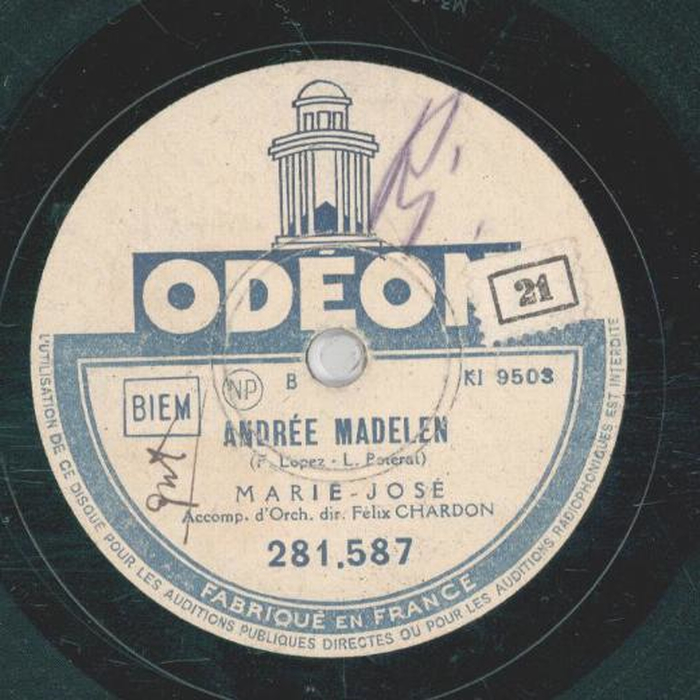 ODÉON
21
BIEM
NP
B
KI 9503
ANDRÉE MADELEN
(F. Lopez - L. Poterat)
MARIE-JOSÉ
Accomp. d'Orch. dir. Félix CHARDON
281.587
FABRIQUÉ EN FRANCE
L'UTILISATION DE CE DISQUE POUR LES AUDITIONS PUBLIQUES DIRECTES OU POUR LES AUDITIONS RADIOPHONIQUES EST INTERDITE